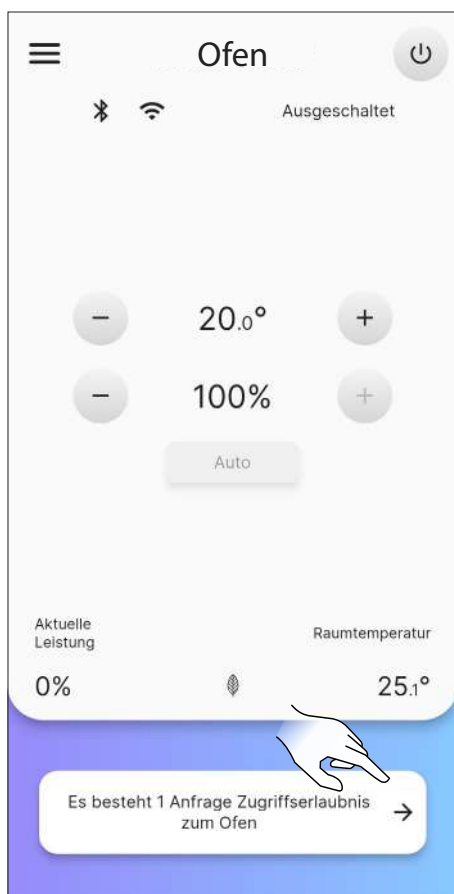 Ofen
Ausgeschaltet
− 20.0° +
− 100% +
Auto
Aktuelle
Leistung
Raumtemperatur
0% 25.1°
Es besteht 1 Anfrage Zugriffserlaubnis
zum Ofen